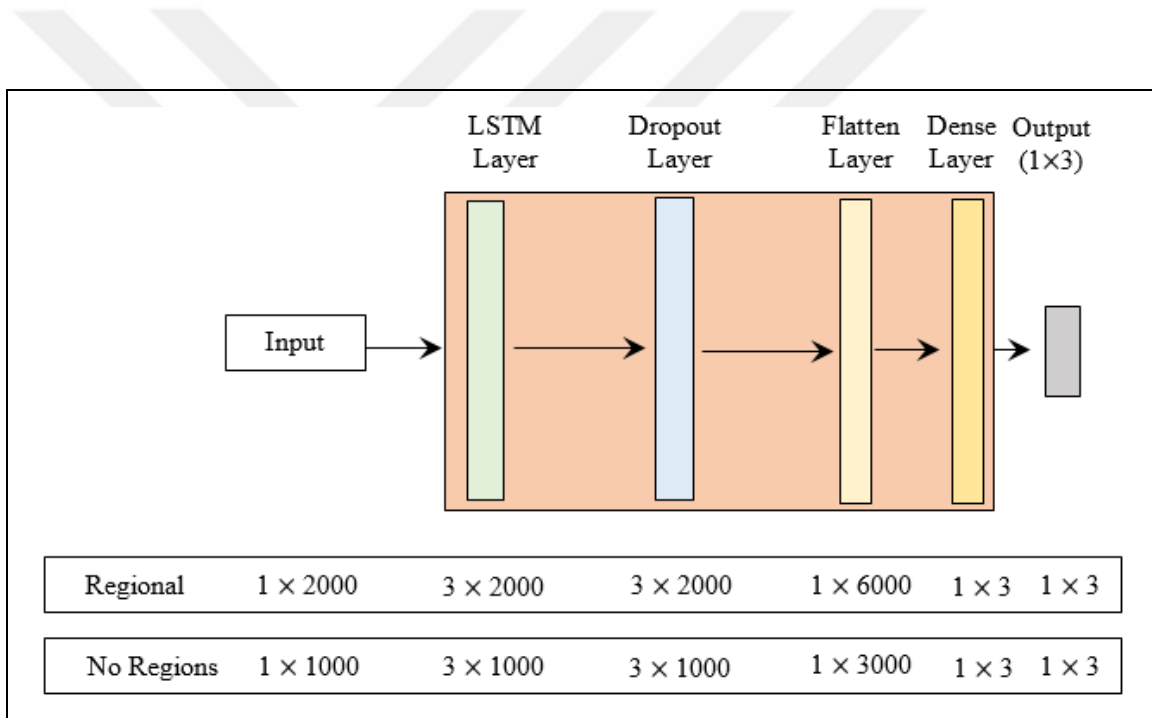 LSTM Layer
Dropout Layer
Flatten Layer
Dense Layer
Output (1×3)
Input
Regional 1 × 2000 3 × 2000 3 × 2000 1 × 6000 1 × 3 1 × 3
No Regions 1 × 1000 3 × 1000 3 × 1000 1 × 3000 1 × 3 1 × 3